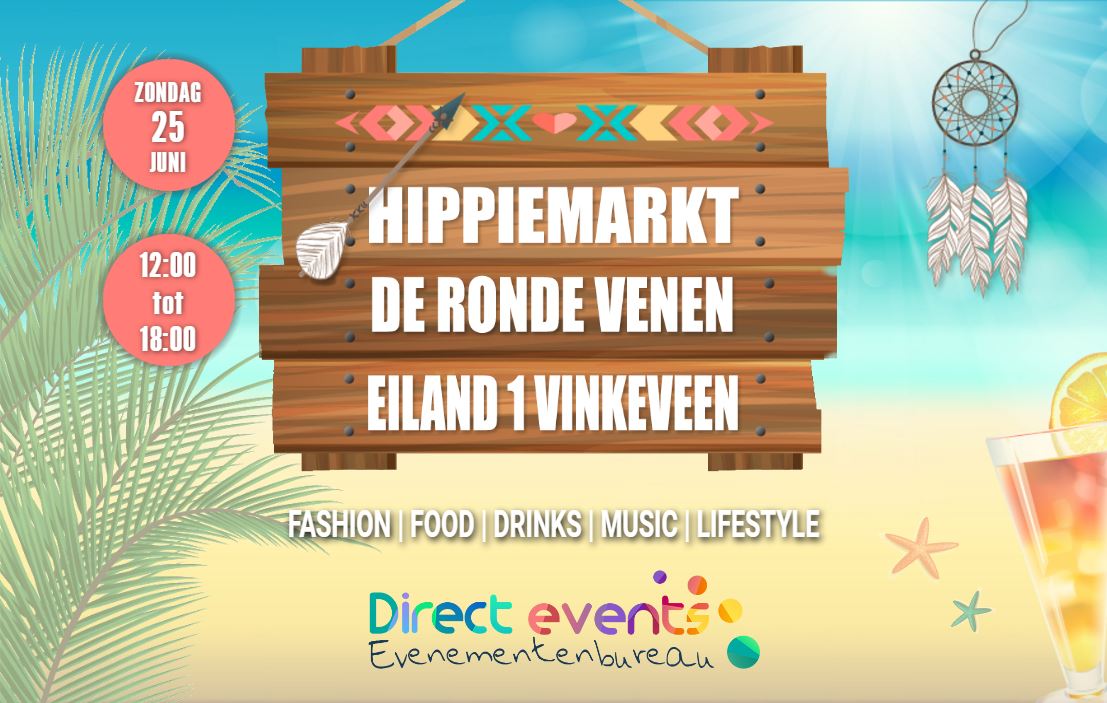 ZONDAG
25
JUNI
12:00
tot
18:00
HIPPIEMARKT
DE RONDE VENEN
EILAND 1 VINKEVEEN
FASHION | FOOD | DRINKS | MUSIC | LIFESTYLE
Direct events
Evenementenbureau